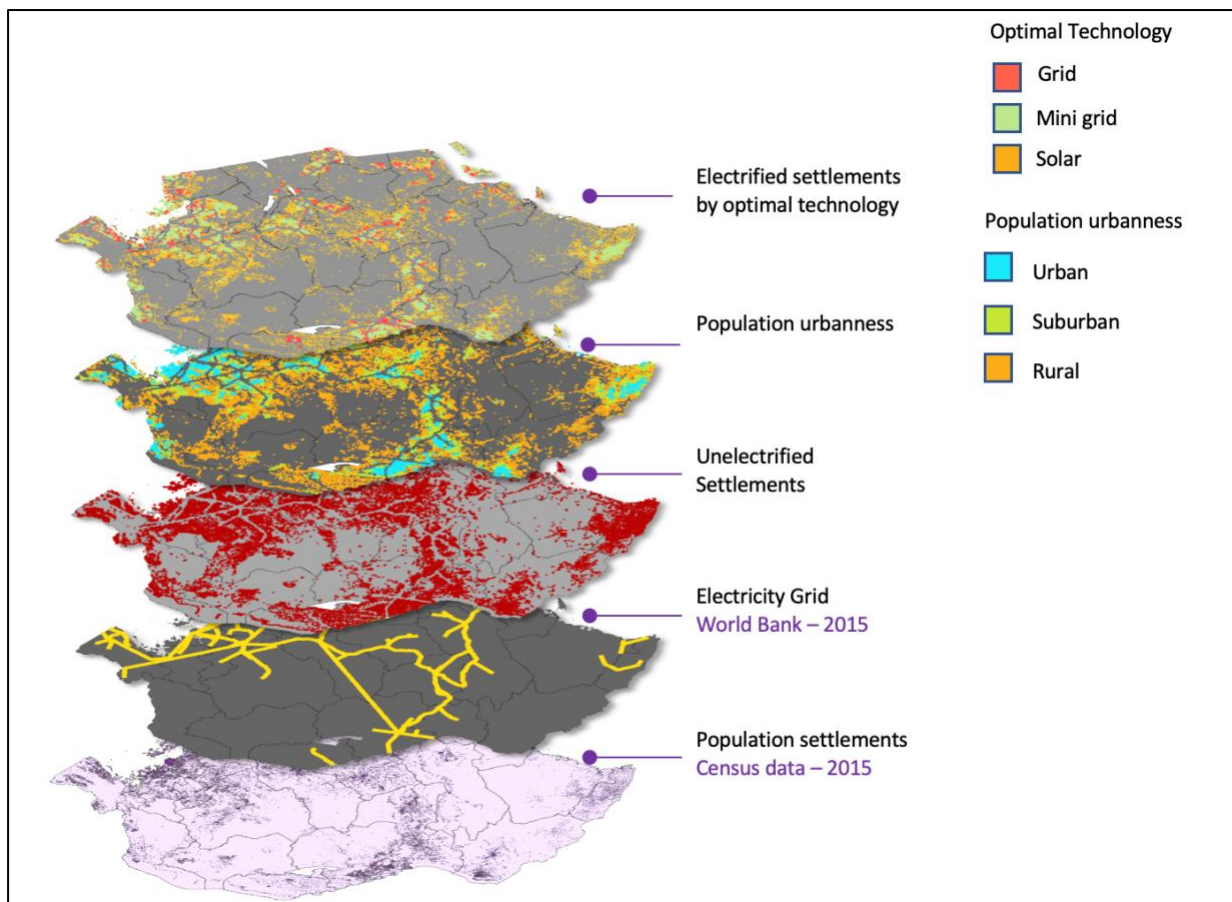 Optimal Technology
Grid
Mini grid
Solar
Electrified settlements
by optimal technology
Population urbanness
Urban
Suburban
Rural
Population urbanness
Unelectrified
Settlements
Electricity Grid
World Bank – 2015
Population settlements
Census data – 2015